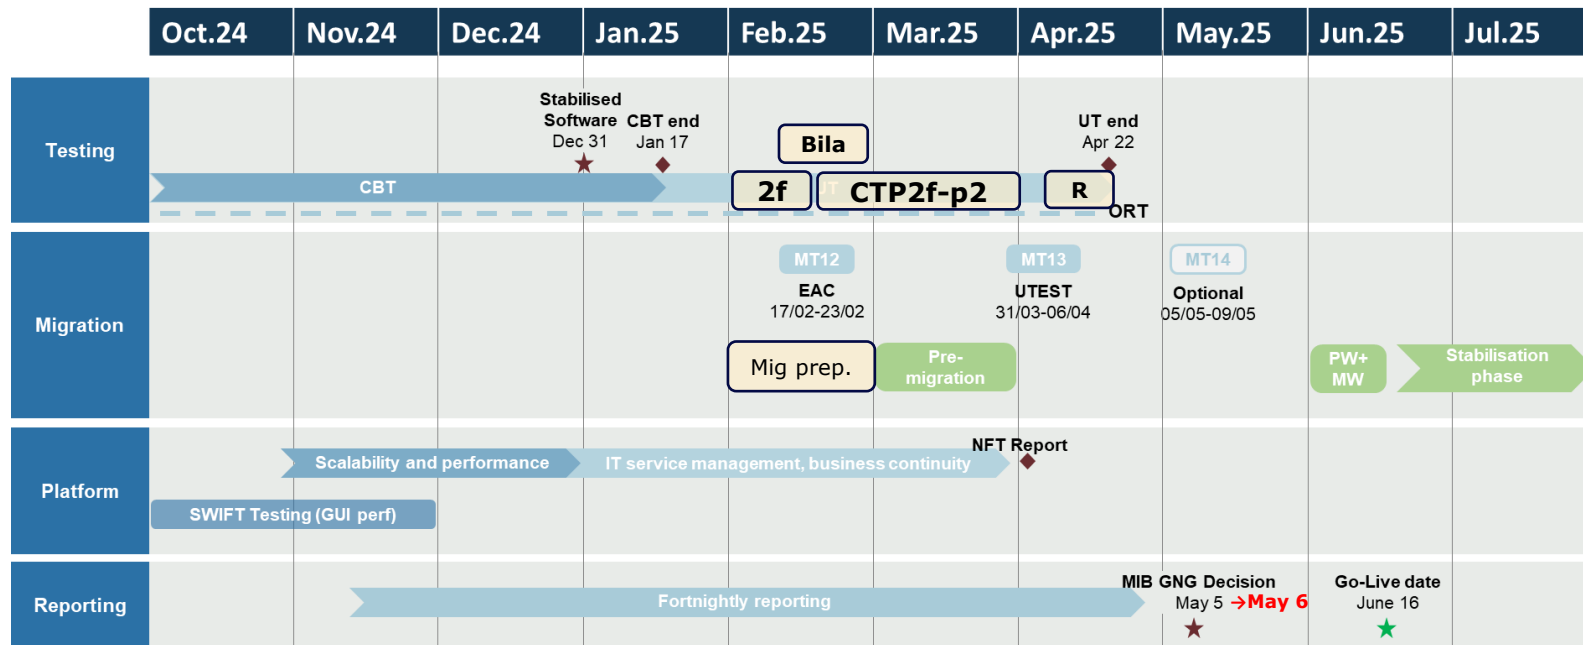 Oct.24 Nov.24 Dec.24 Jan.25 Feb.25 Mar.25 Apr.25 May.25 Jun.25 Jul.25
Testing
Stabilised
Software
Dec 31
CBT end
Jan 17
Bila
UT end
Apr 22
CBT
2f
UT
CTP2f-p2
R
ORT
Migration
MT12
EAC
17/02-23/02
MT13
UTEST
31/03-06/04
MT14
Optional
05/05-09/05
Mig prep.
Pre-
migration
PW+
MW
Stabilisation
phase
Platform
NFT Report
Scalability and performance
IT service management, business continuity
SWIFT Testing (GUI perf)
Reporting
Fortnightly reporting
MIB GNG Decision
May 5 →May 6
Go-Live date
June 16